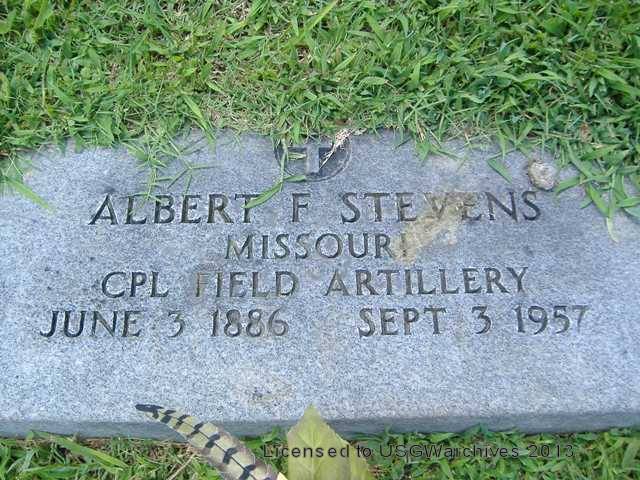 ALBERT F STEVENS
MISSOURI
CPL FIELD ARTILLERY
JUNE 3 1886 SEPT 3 1957
Licensed to USGWarchives 2013